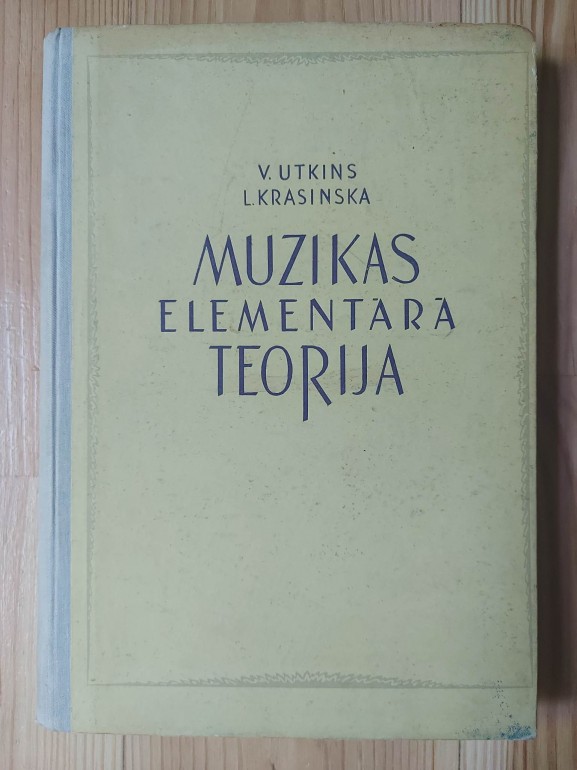 V. UTKINS
L. KRASINSKA
MUZIKAS
ELEMENTĀRĀ
TEORIJA